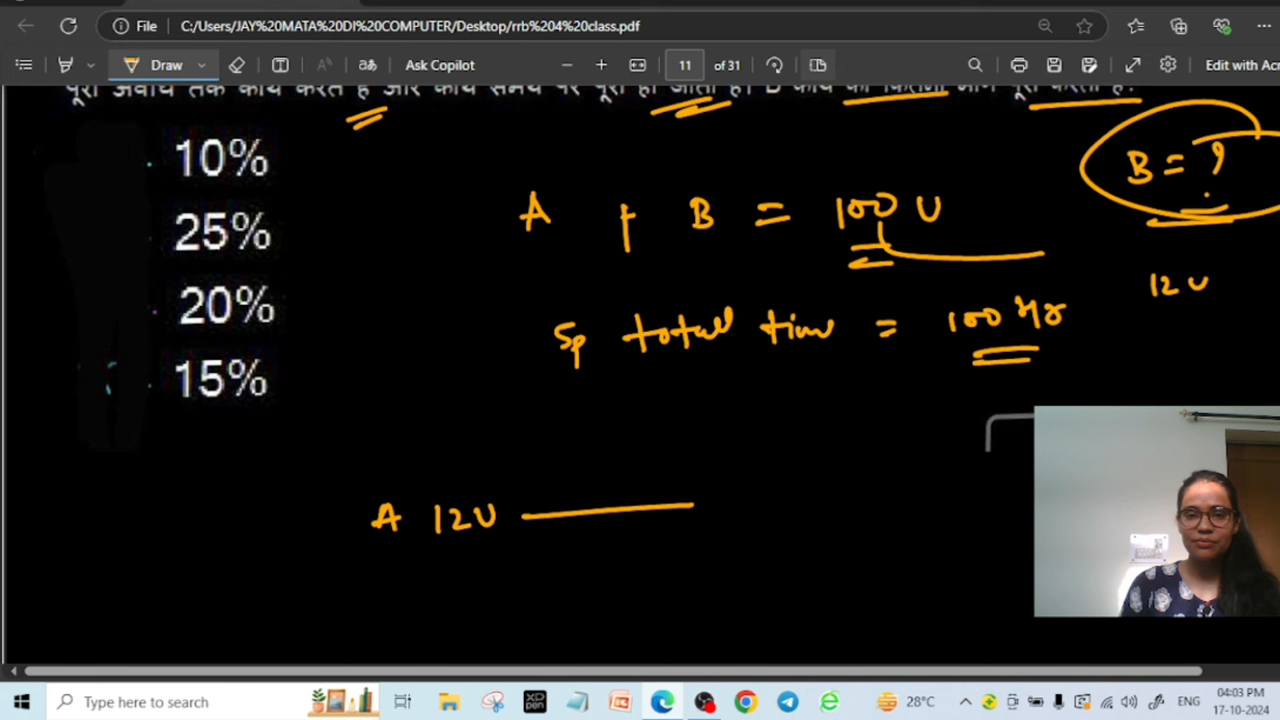 File C:/Users/JAY%20MATA%20DI%20COMPUTER/Desktop/rrb%204%20class.pdf
Draw Ask Copilot 11 of 31 Edit with Acr
10%
25%
20%
15%
B = ?
A + B = 100 U
12 U
Sp total time = 100 Hr
A 12U
Type here to search
28°C ENG 04:03 PM
17-10-2024